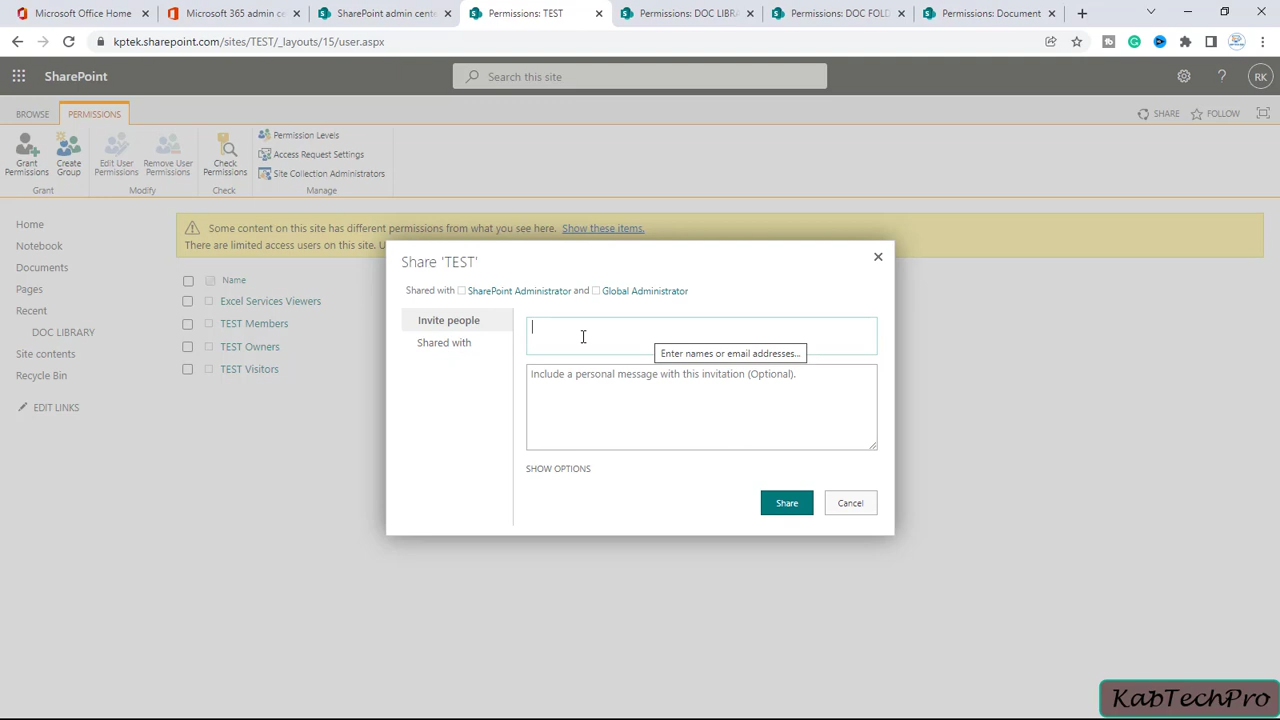 Microsoft Office Home
Microsoft 365 admin ce
SharePoint admin cente
Permissions: TEST
Permissions: DOC LIBRA
Permissions: DOC FOLD
Permissions: Document
kptek.sharepoint.com/sites/TEST/_layouts/15/user.aspx
SharePoint
Search this site
RK
BROWSE
PERMISSIONS
SHARE
FOLLOW
Grant Permissions
Create Group
Edit User Permissions
Remove User Permissions
Check Permissions
Permission Levels
Access Request Settings
Site Collection Administrators
Grant
Modify
Check
Manage
Home
Notebook
Documents
Pages
Recent
DOC LIBRARY
Site contents
Recycle Bin
EDIT LINKS
Some content on this site has different permissions from what you see here. Show these items.
There are limited access users on this site. U
Name
Excel Services Viewers
TEST Members
TEST Owners
TEST Visitors
Share 'TEST'
Shared with SharePoint Administrator and Global Administrator
Invite people
Shared with
Enter names or email addresses...
Include a personal message with this invitation (Optional).
SHOW OPTIONS
Share
Cancel
KabTechPro